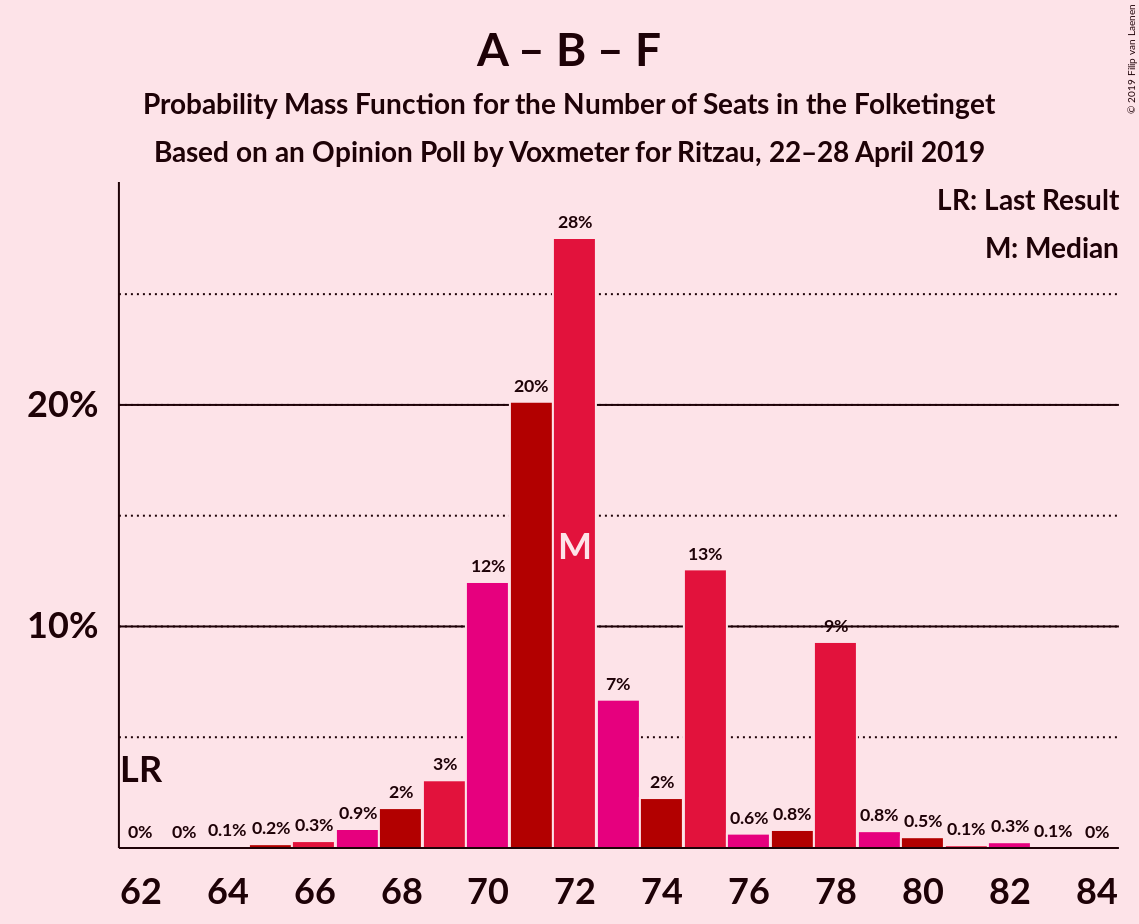 A – B – F
Probability Mass Function for the Number of Seats in the Folketinget
Based on an Opinion Poll by Voxmeter for Ritzau, 22–28 April 2019
© 2019 Filip van Laenen
LR: Last Result
M: Median
20%
10%
LR
M
0%
0%
0.1%
0.2%
0.3%
0.9%
2%
3%
12%
20%
28%
7%
2%
13%
0.6%
0.8%
9%
0.8%
0.5%
0.1%
0.3%
0.1%
0%
62 64 66 68 70 72 74 76 78 80 82 84